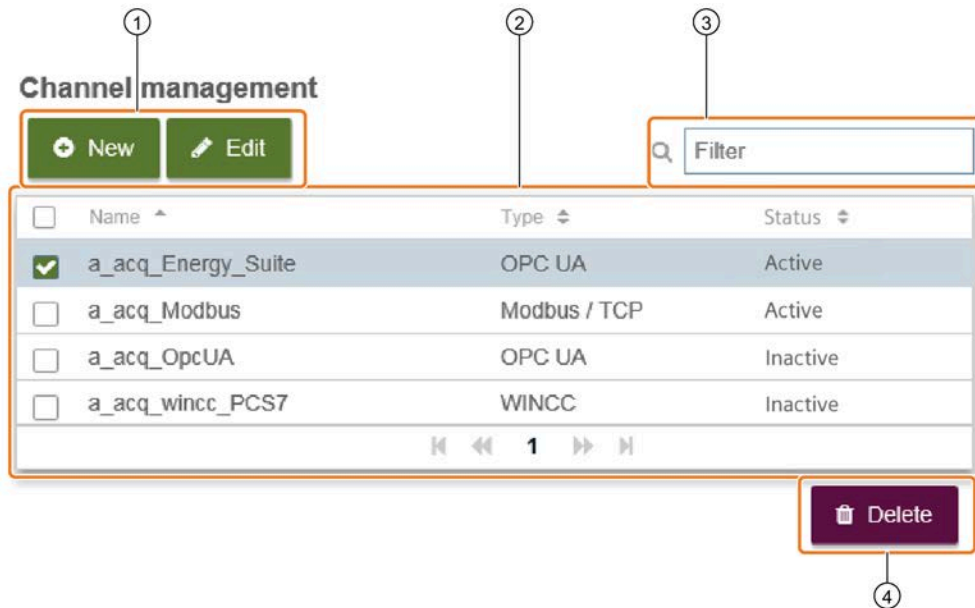 1 2 3
Channel management
New Edit Filter
Name Type Status
a_acq_Energy_Suite OPC UA Active
a_acq_Modbus Modbus / TCP Active
a_acq_OpcUA OPC UA Inactive
a_acq_wincc_PCS7 WINCC Inactive
1
Delete
4